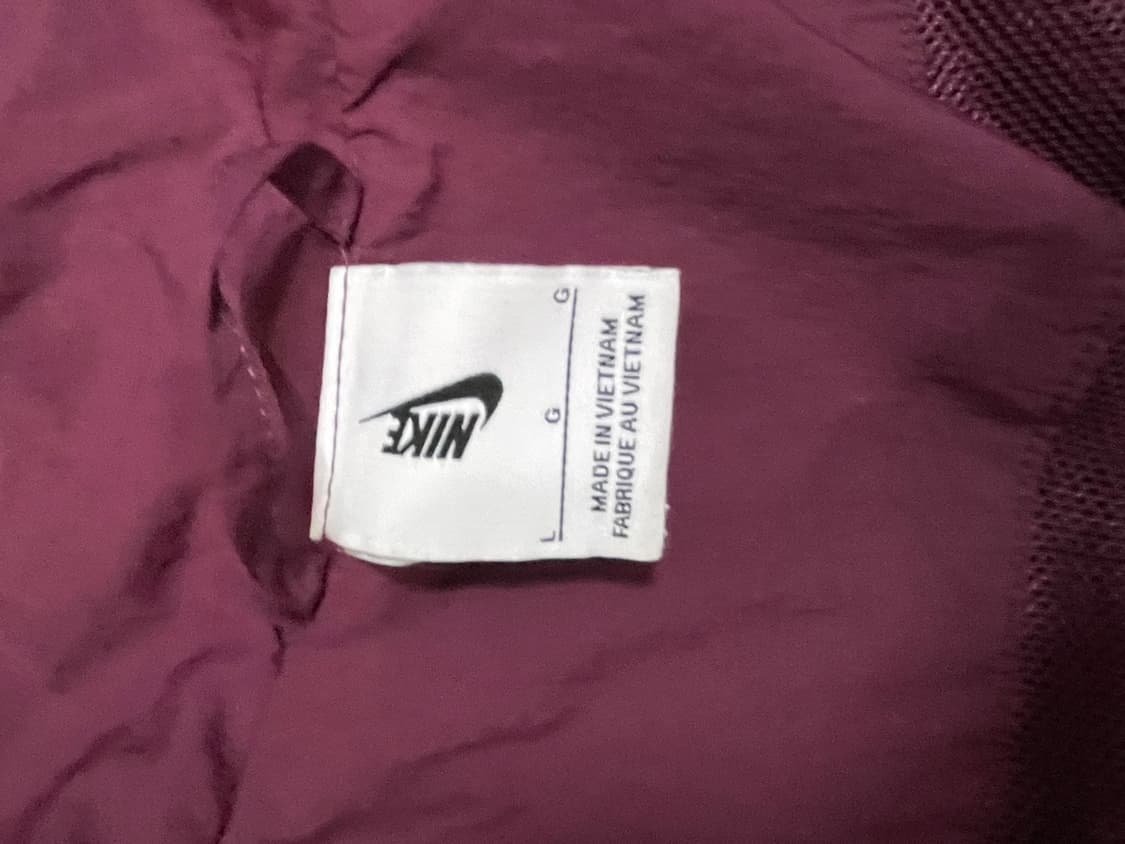 NIKE
L G G
MADE IN VIETNAM
FABRIQUE AU VIETNAM